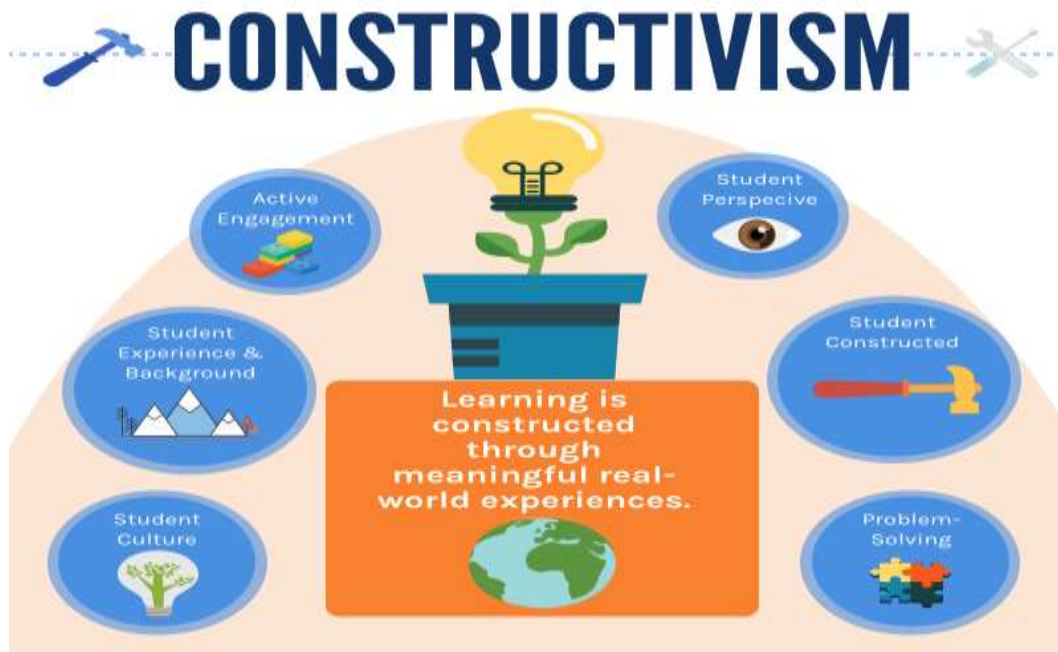 CONSTRUCTIVISM
Active
Engagement
Student
Perspecive
Student
Experience &
Background
Student
Constructed
Learning is
constructed
through
meaningful real-
world experiences.
Student
Culture
Problem-
Solving